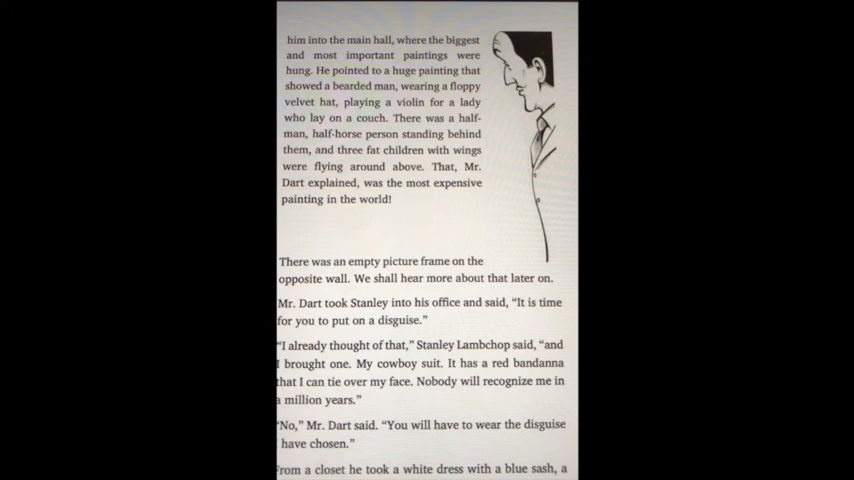 him into the main hall, where the biggest
and most important paintings were
hung. He pointed to a huge painting that
showed a bearded man, wearing a floppy
velvet hat, playing a violin for a lady
who lay on a couch. There was a half-
man, half-horse person standing behind
them, and three fat children with wings
were flying around above. That, Mr.
Dart explained, was the most expensive
painting in the world!
There was an empty picture frame on the
opposite wall. We shall hear more about that later on.
Mr. Dart took Stanley into his office and said, “It is time
for you to put on a disguise.”
“I already thought of that,” Stanley Lambchop said, “and
I brought one. My cowboy suit. It has a red bandanna
that I can tie over my face. Nobody will recognize me in
a million years.”
“No,” Mr. Dart said. “You will have to wear the disguise
I have chosen.”
From a closet he took a white dress with a blue sash, a